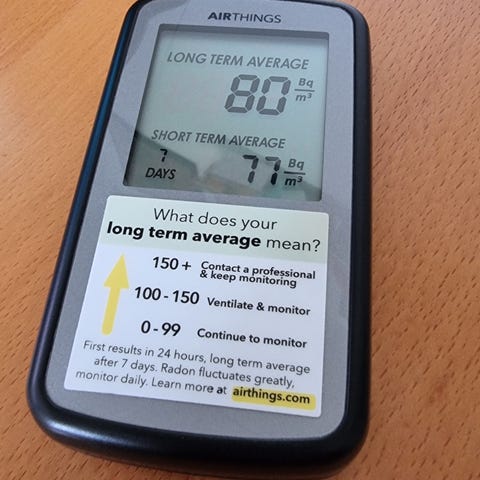 AIRTHINGS
LONG TERM AVERAGE
80 Bq/m³
SHORT TERM AVERAGE
7 DAYS 77 Bq/m³
What does your
long term average mean?
150+ Contact a professional & keep monitoring
100-150 Ventilate & monitor
0-99 Continue to monitor
First results in 24 hours, long term average
after 7 days. Radon fluctuates greatly,
monitor daily. Learn more at airthings.com